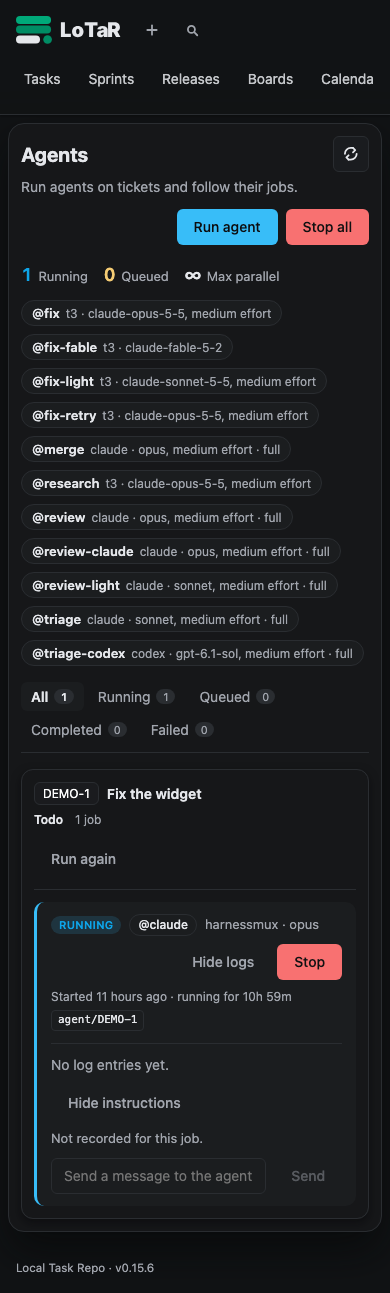 LoTaR
Tasks Sprints Releases Boards Calenda
Agents
Run agents on tickets and follow their jobs.
Run agent Stop all
1 Running 0 Queued ∞ Max parallel
@fix t3 · claude-opus-5-5, medium effort
@fix-fable t3 · claude-fable-5-2
@fix-light t3 · claude-sonnet-5-5, medium effort
@fix-retry t3 · claude-opus-5-5, medium effort
@merge claude · opus, medium effort · full
@research t3 · claude-opus-5-5, medium effort
@review claude · opus, medium effort · full
@review-claude claude · opus, medium effort · full
@review-light claude · sonnet, medium effort · full
@triage claude · sonnet, medium effort · full
@triage-codex codex · gpt-6.1-sol, medium effort · full
All 1 Running 1 Queued 0
Completed 0 Failed 0
DEMO-1 Fix the widget
Todo 1 job
Run again
RUNNING @claude harnessmux · opus
Hide logs Stop
Started 11 hours ago · running for 10h 59m
agent/DEMO-1
No log entries yet.
Hide instructions
Not recorded for this job.
Send a message to the agent Send
Local Task Repo · v0.15.6